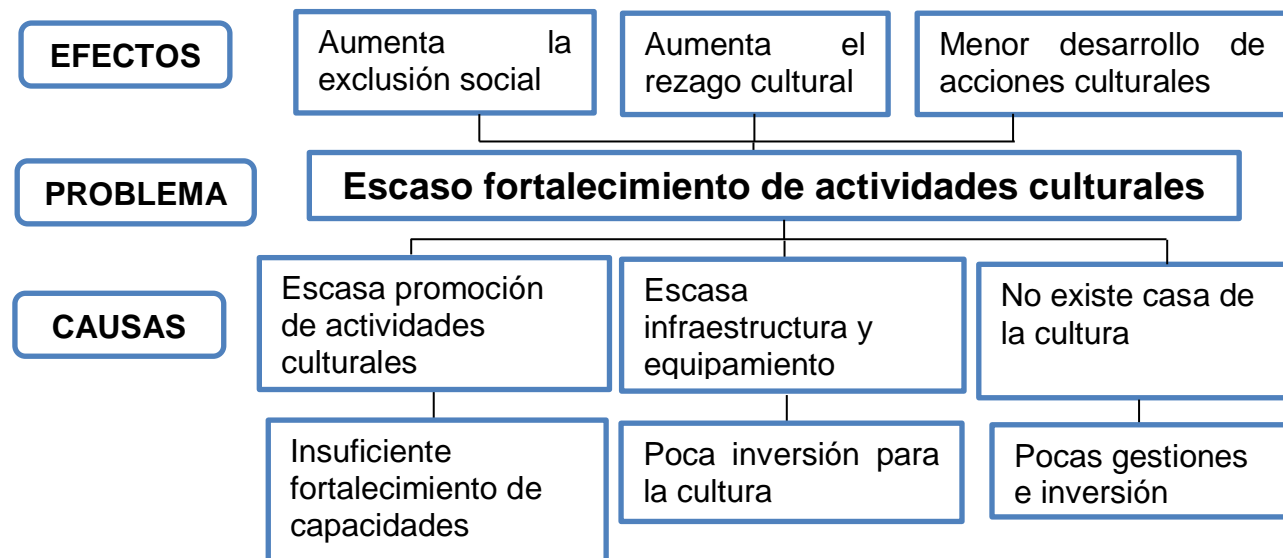 EFECTOS
Aumenta la
exclusión social
Aumenta el
rezago cultural
Menor desarrollo de
acciones culturales
PROBLEMA
Escaso fortalecimiento de actividades culturales
CAUSAS
Escasa promoción
de actividades
culturales
Escasa
infraestructura y
equipamiento
No existe casa de
la cultura
Insuficiente
fortalecimiento de
capacidades
Poca inversión para
la cultura
Pocas gestiones
e inversión